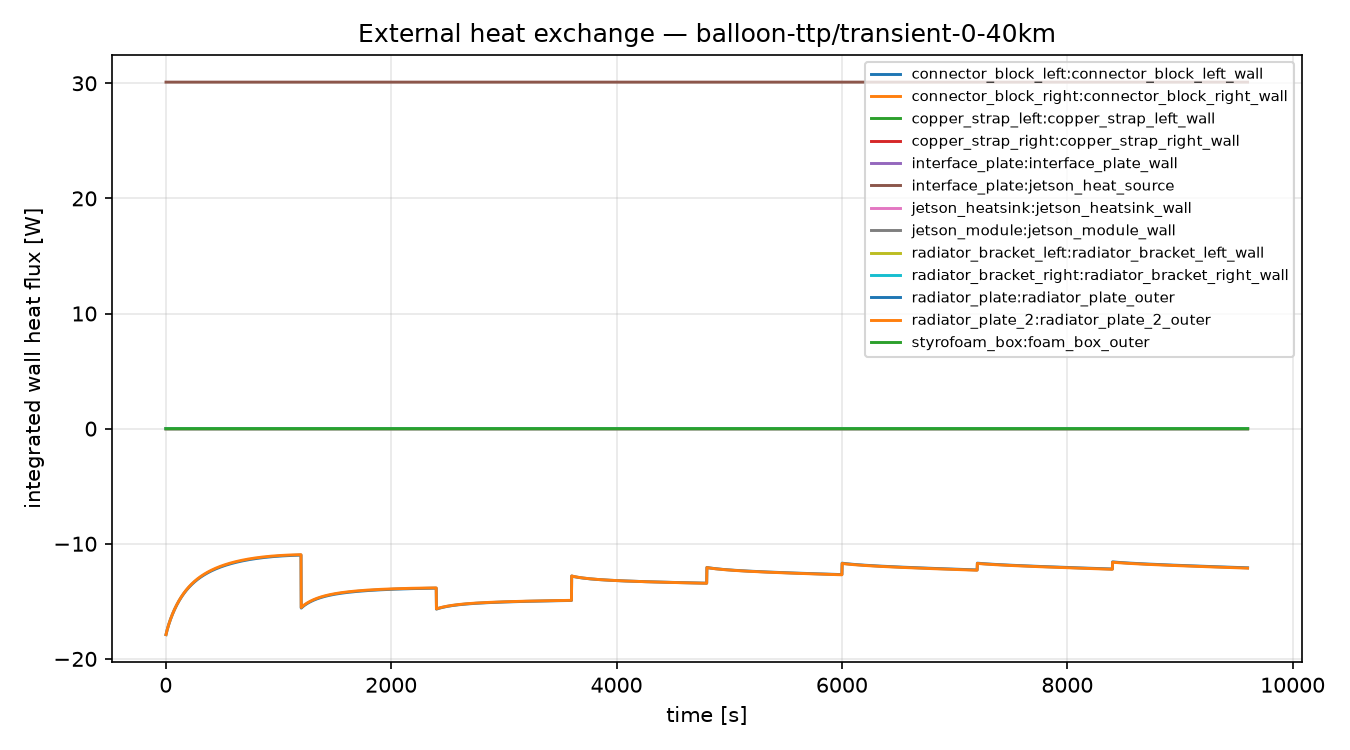 External heat exchange — balloon-ttp/transient-0-40km
integrated wall heat flux [W]
30
20
10
0
−10
−20
connector_block_left:connector_block_left_wall
connector_block_right:connector_block_right_wall
copper_strap_left:copper_strap_left_wall
copper_strap_right:copper_strap_right_wall
interface_plate:interface_plate_wall
interface_plate:jetson_heat_source
jetson_heatsink:jetson_heatsink_wall
jetson_module:jetson_module_wall
radiator_bracket_left:radiator_bracket_left_wall
radiator_bracket_right:radiator_bracket_right_wall
radiator_plate:radiator_plate_outer
radiator_plate_2:radiator_plate_2_outer
styrofoam_box:foam_box_outer
0 2000 4000 6000 8000 10000
time [s]